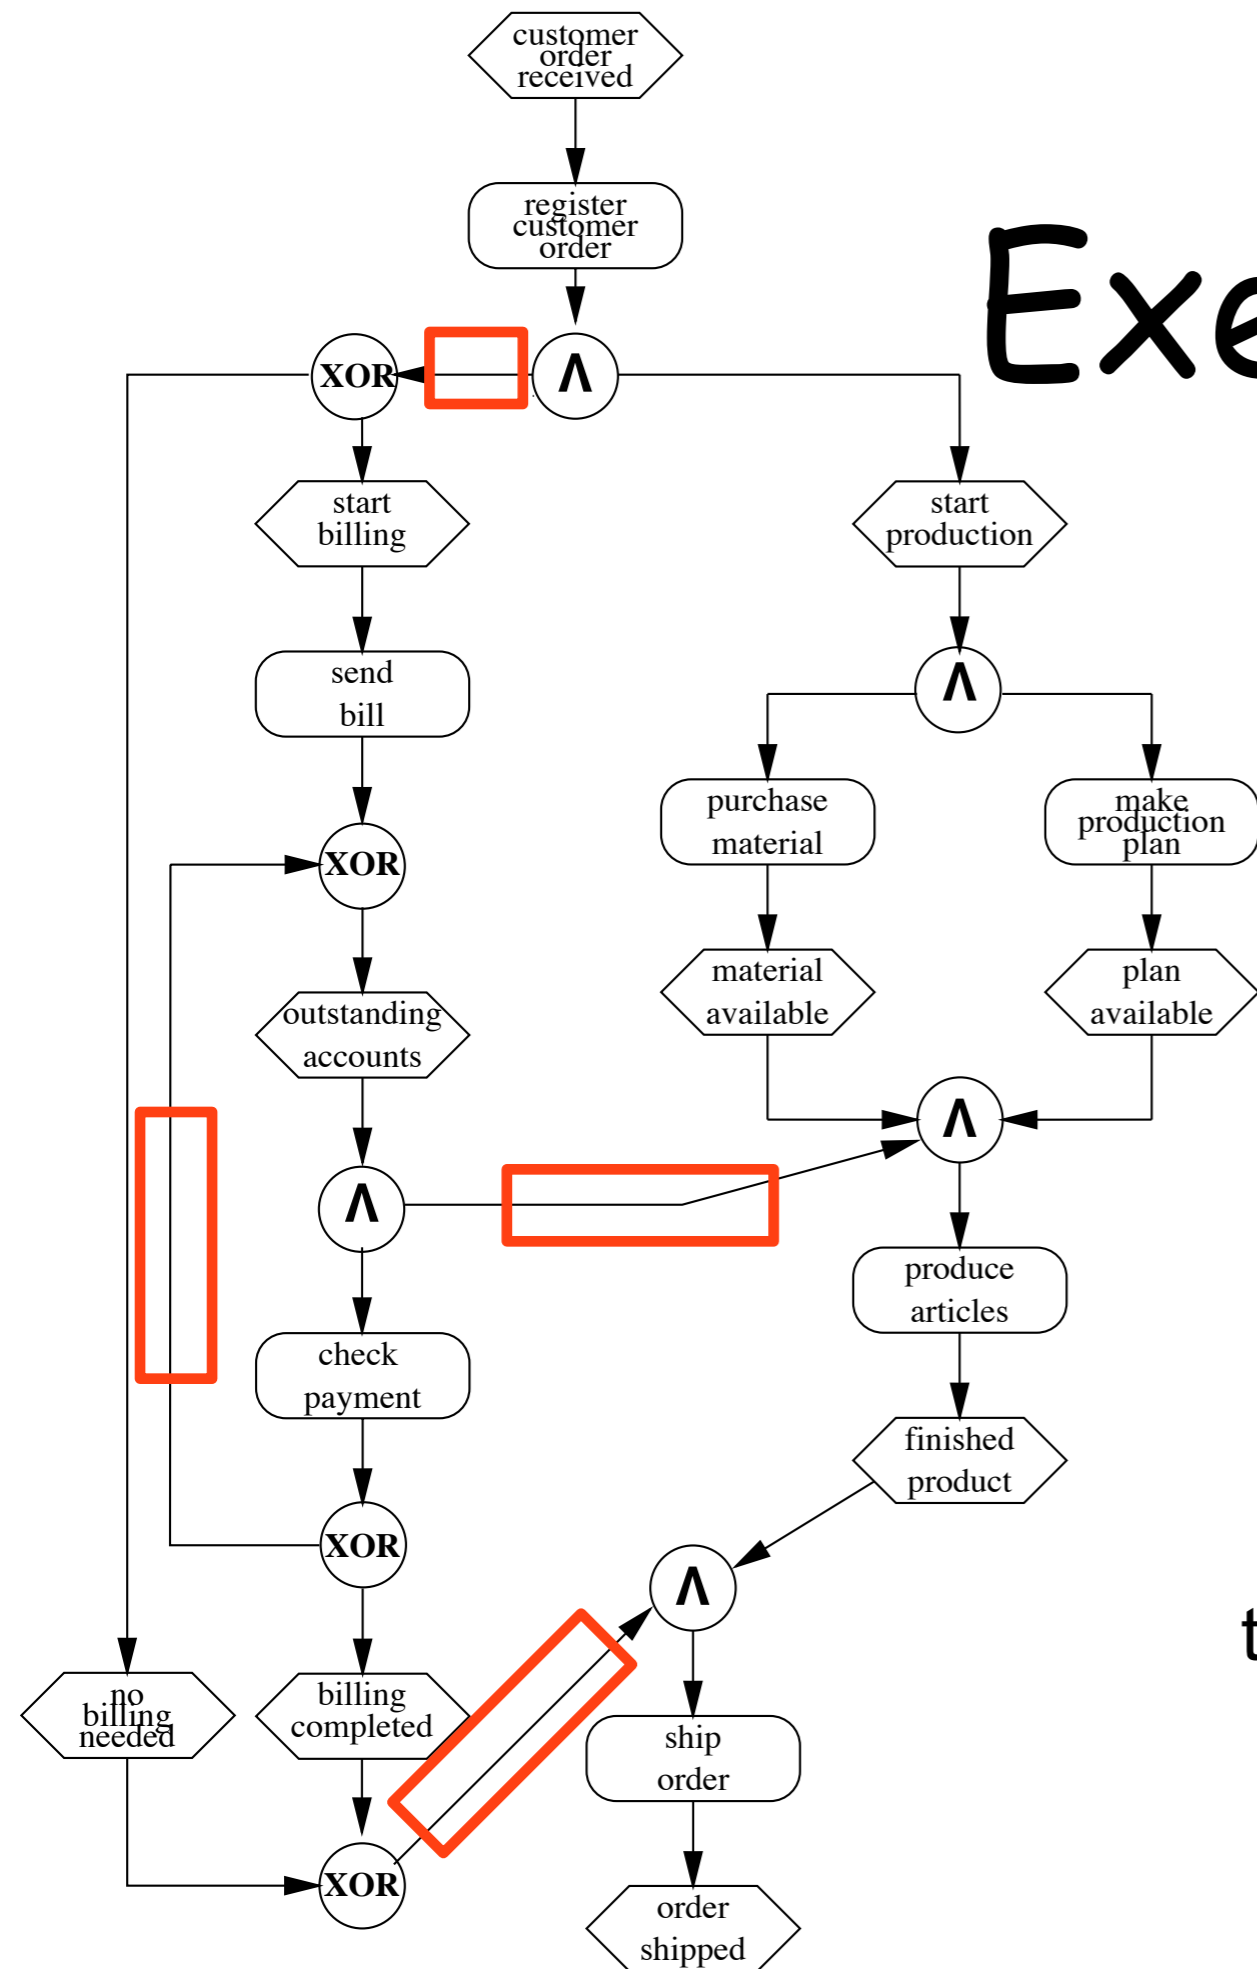 customer
order
received
register
customer
order
Exe
XOR
Λ
start
billing
start
production
send
bill
Λ
purchase
material
make
production
plan
XOR
material
available
plan
available
outstanding
accounts
Λ
Λ
produce
articles
check
payment
finished
product
XOR
Λ
t
no
billing
needed
billing
completed
ship
order
XOR
order
shipped